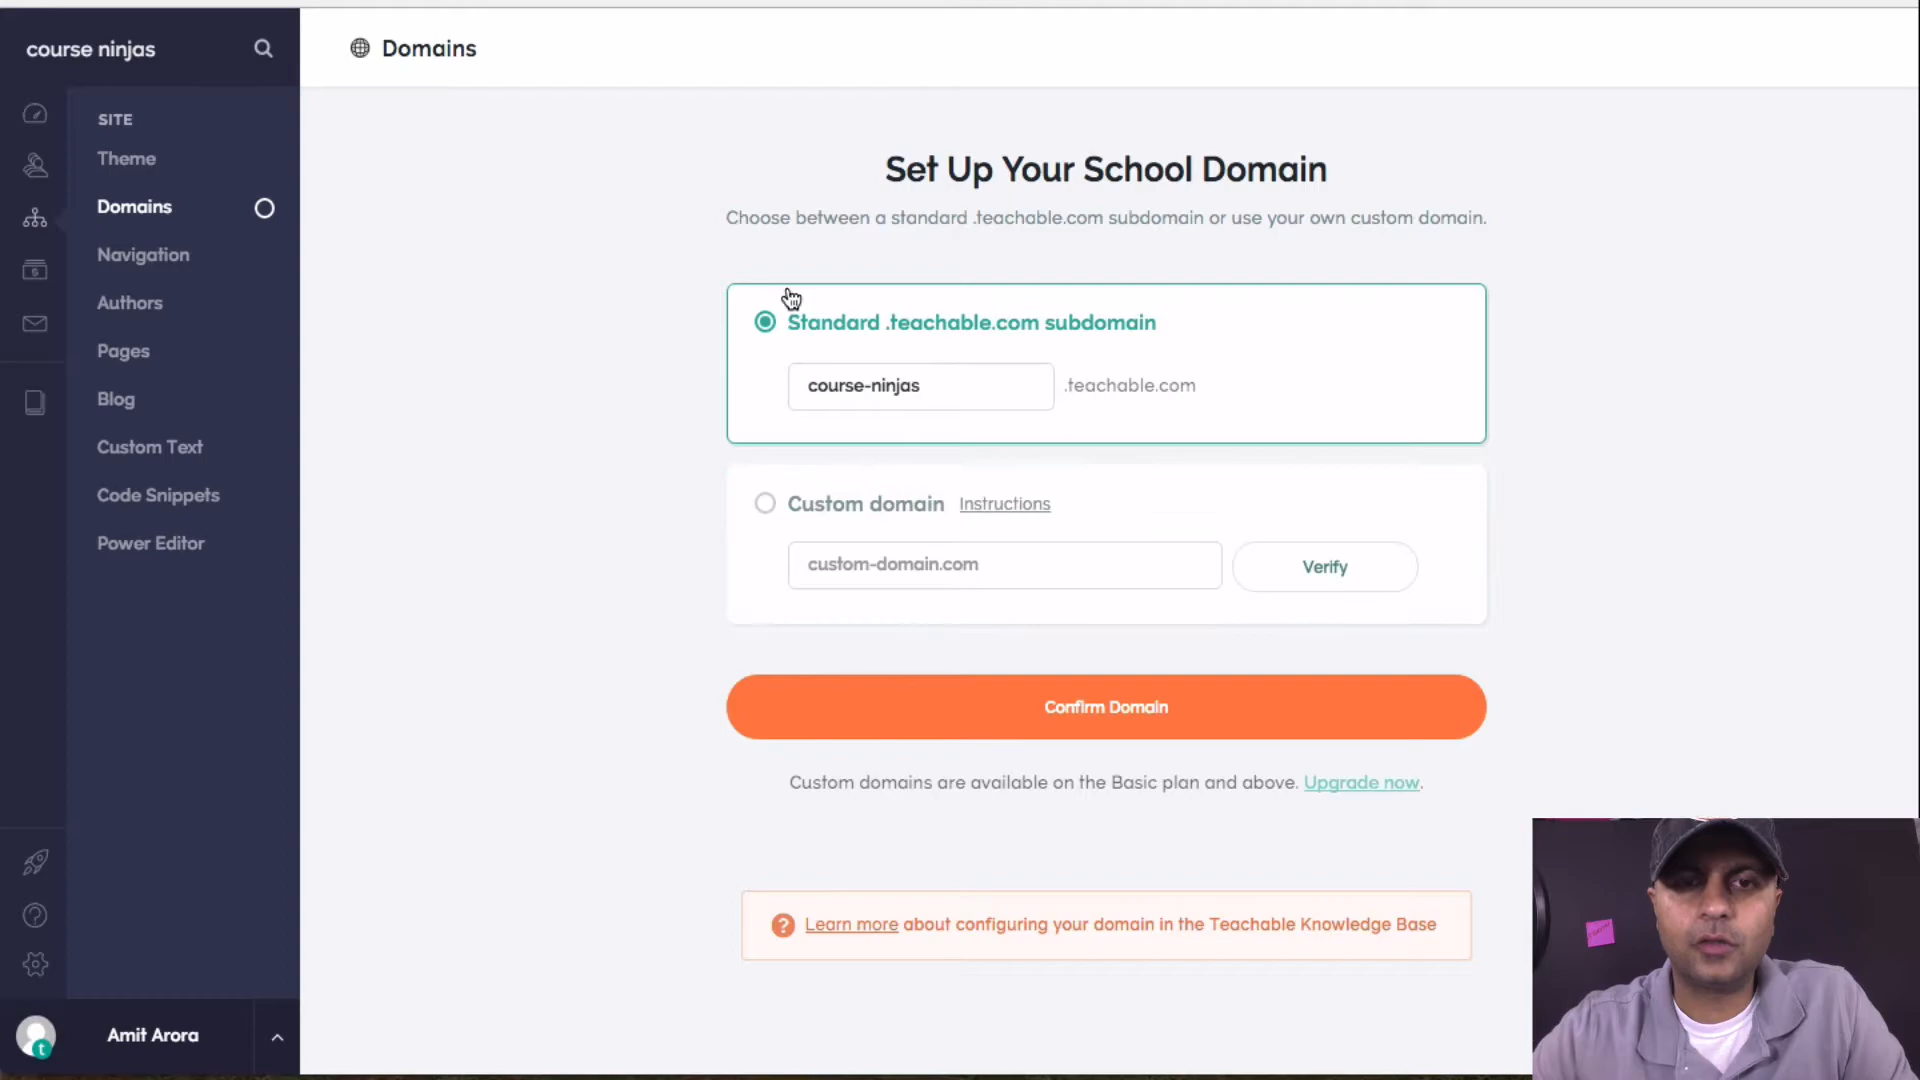 course ninjas
Domains
SITE
Theme
Domains
Navigation
Authors
Pages
Blog
Custom Text
Code Snippets
Power Editor
Amit Arora
t
Set Up Your School Domain
Choose between a standard .teachable.com subdomain or use your own custom domain.
Standard .teachable.com subdomain
course-ninjas .teachable.com
Custom domain Instructions
custom-domain.com Verify
Confirm Domain
Custom domains are available on the Basic plan and above. Upgrade now.
? Learn more about configuring your domain in the Teachable Knowledge Base